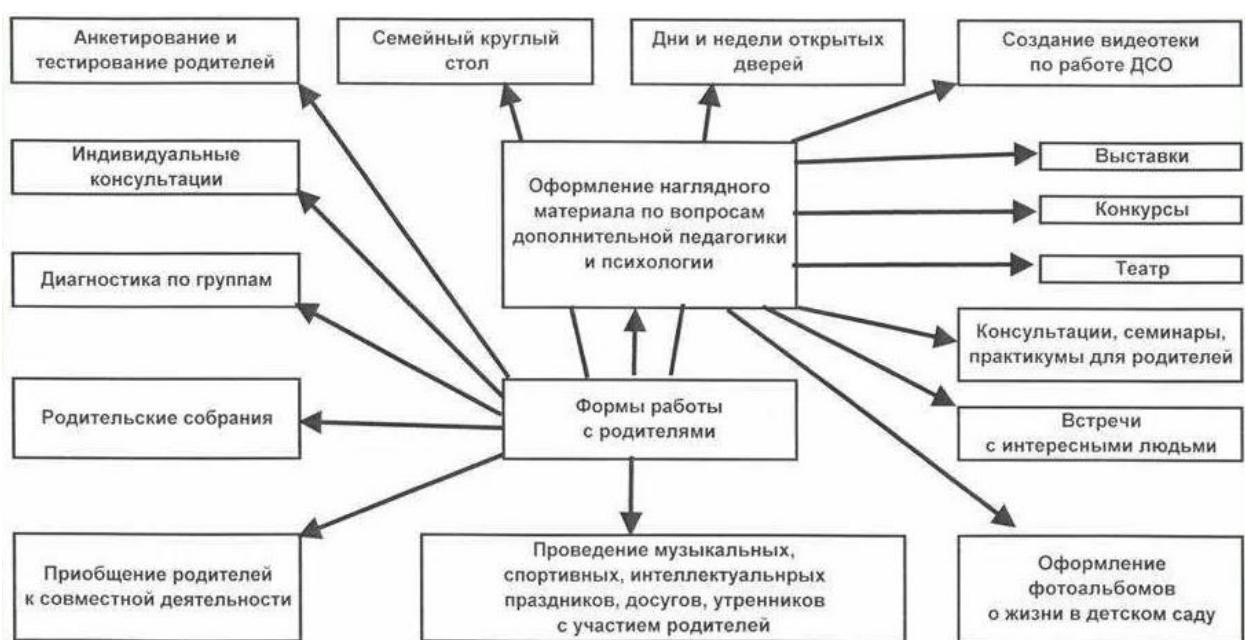 Анкетирование и
тестирование родителей
Семейный круглый
стол
Дни и недели открытых
дверей
Создание видеотеки
по работе ДСО
Индивидуальные
консультации
Оформление наглядного
материала по вопросам
дополнительной педагогики
и психологии
Выставки
Конкурсы
Театр
Диагностика по группам
Консультации, семинары,
практикумы для родителей
Родительские собрания
Формы работы
с родителями
Встречи
с интересными людьми
Приобщение родителей
к совместной деятельности
Проведение музыкальных,
спортивных, интеллектуальнрых
праздников, досугов, утренников
с участием родителей
Оформление
фотоальбомов
о жизни в детском саду